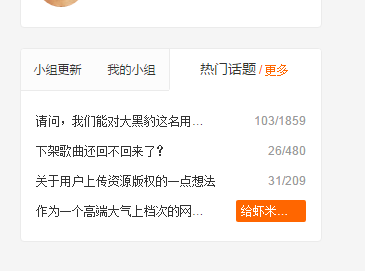 小组更新 我的小组 热门话题 / 更多
请问，我们能对大黑豹这名用... 103/1859
下架歌曲还回不回来了？ 26/480
关于用户上传资源版权的一点想法 31/209
作为一个高端大气上档次的网... 给虾米...